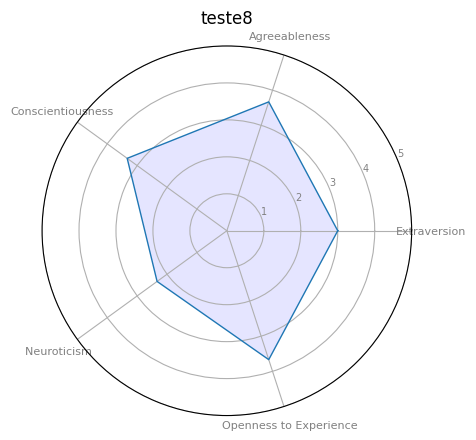 teste8
Agreeableness
Conscientiousness
5
4
3
2
1
Extraversion
Neuroticism
Openness to Experience